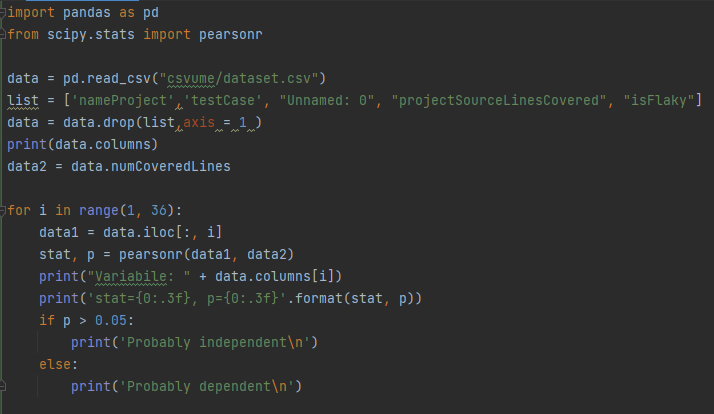 import pandas as pd
from scipy.stats import pearsonr

data = pd.read_csv("csvume/dataset.csv")
list = ['nameProject','testCase', "Unnamed: 0", "projectSourceLinesCovered", "isFlaky"]
data = data.drop(list,axis = 1 )
print(data.columns)
data2 = data.numCoveredLines

for i in range(1, 36):
    data1 = data.iloc[:, i]
    stat, p = pearsonr(data1, data2)
    print("Variabile: " + data.columns[i])
    print('stat={0:.3f}, p={0:.3f}'.format(stat, p))
    if p > 0.05:
        print('Probably independent\n')
    else:
        print('Probably dependent\n')